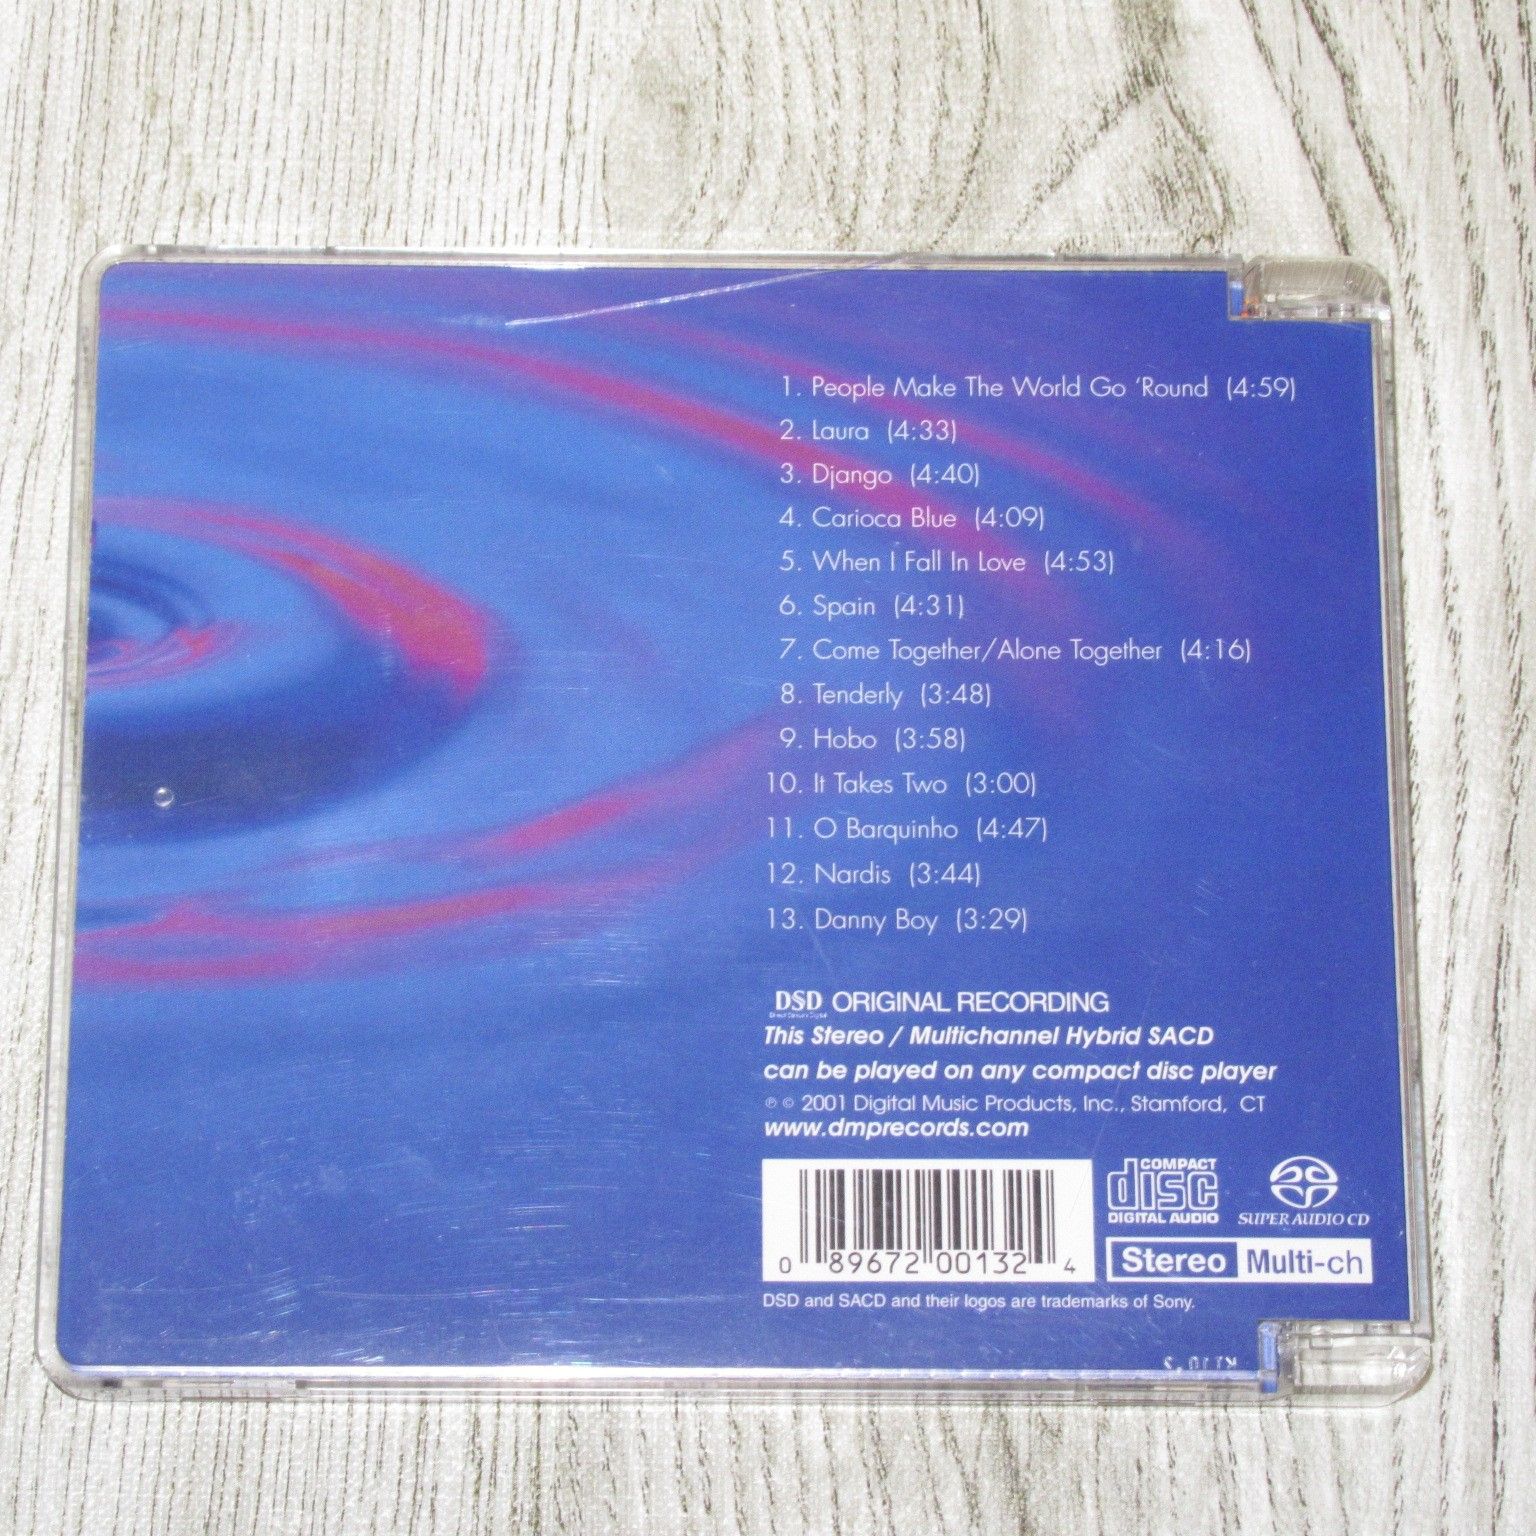 1. People Make The World Go ‘Round (4:59)
2. Laura (4:33)
3. Django (4:40)
4. Carioca Blue (4:09)
5. When I Fall In Love (4:53)
6. Spain (4:31)
7. Come Together/Alone Together (4:16)
8. Tenderly (3:48)
9. Hobo (3:58)
10. It Takes Two (3:00)
11. O Barquinho (4:47)
12. Nardis (3:44)
13. Danny Boy (3:29)
DSD ORIGINAL RECORDING
Direct Stream Digital
This Stereo / Multichannel Hybrid SACD
can be played on any compact disc player
℗ © 2001 Digital Music Products, Inc., Stamford, CT
www.dmprecords.com
COMPACT
disc
DIGITAL AUDIO
SUPER AUDIO CD
Stereo Multi-ch
0 89672 00132 4
DSD and SACD and their logos are trademarks of Sony.